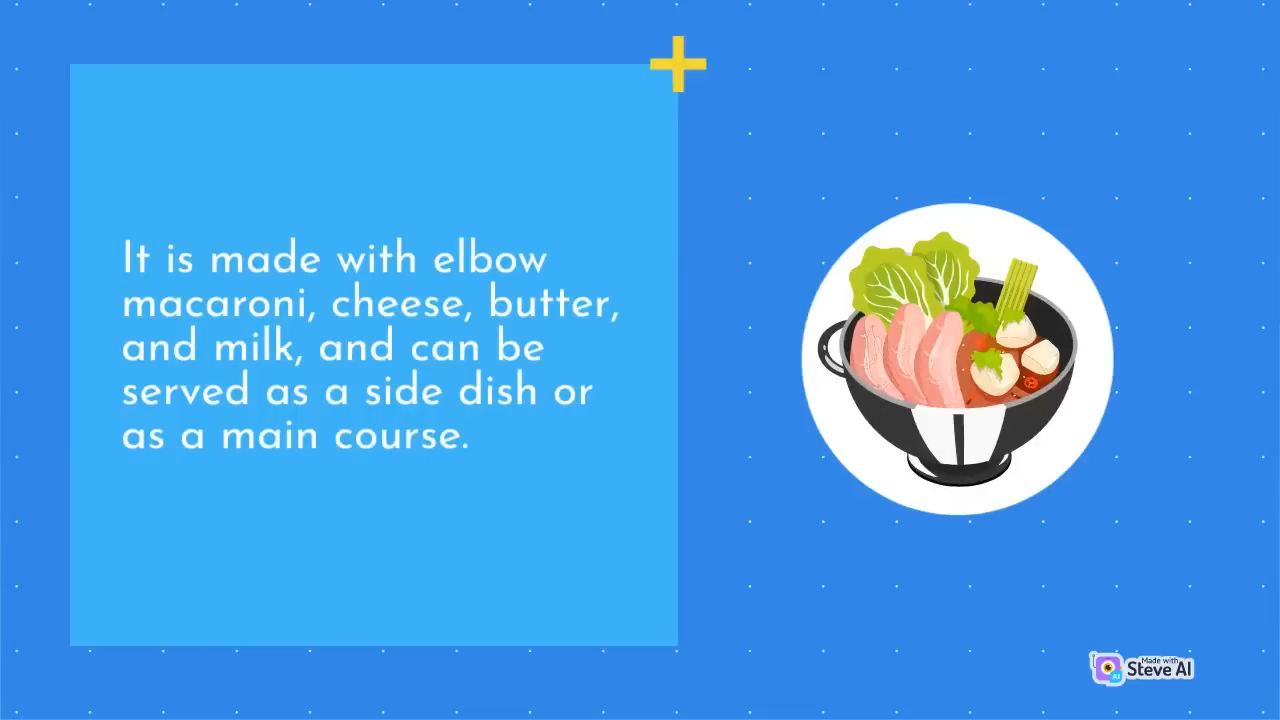 It is made with elbow
macaroni, cheese, butter,
and milk, and can be
served as a side dish or
as a main course.
Made with
Steve AI
AI